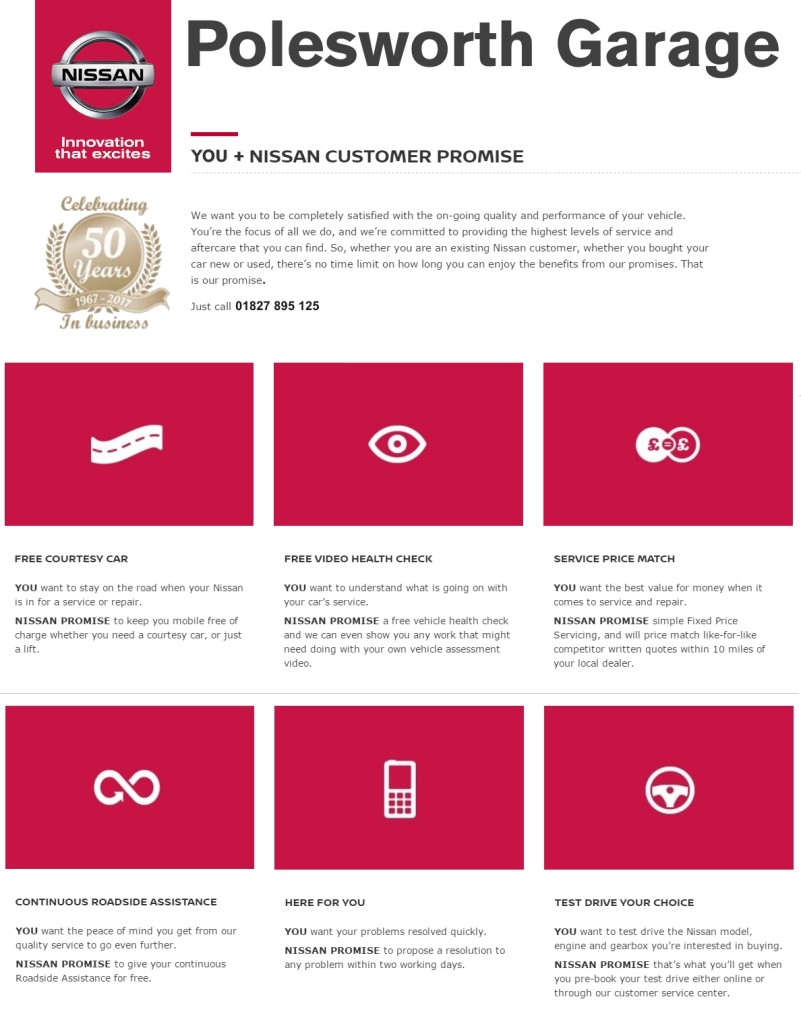 Polesworth Garage
NISSAN
Innovation
that excites
YOU + NISSAN CUSTOMER PROMISE
Celebrating
50
Years
1967 - 2017
In business
We want you to be completely satisfied with the on-going quality and performance of your vehicle.
You’re the focus of all we do, and we’re committed to providing the highest levels of service and
aftercare that you can find. So, whether you are an existing Nissan customer, whether you bought your
car new or used, there’s no time limit on how long you can enjoy the benefits from our promises. That
is our promise.
Just call 01827 895 125
£=£
FREE COURTESY CAR
YOU want to stay on the road when your Nissan
is in for a service or repair.
NISSAN PROMISE to keep you mobile free of
charge whether you need a courtesy car, or just
a lift.
FREE VIDEO HEALTH CHECK
YOU want to understand what is going on with
your car’s service.
NISSAN PROMISE a free vehicle health check
and we can even show you any work that might
need doing with your own vehicle assessment
video.
SERVICE PRICE MATCH
YOU want the best value for money when it
comes to service and repair.
NISSAN PROMISE simple Fixed Price
Servicing, and will price match like-for-like
competitor written quotes within 10 miles of
your local dealer.
CONTINUOUS ROADSIDE ASSISTANCE
YOU want the peace of mind you get from our
quality service to go even further.
NISSAN PROMISE to give your continuous
Roadside Assistance for free.
HERE FOR YOU
YOU want your problems resolved quickly.
NISSAN PROMISE to propose a resolution to
any problem within two working days.
TEST DRIVE YOUR CHOICE
YOU want to test drive the Nissan model,
engine and gearbox you’re interested in buying.
NISSAN PROMISE that’s what you’ll get when
you pre-book your test drive either online or
through our customer service center.